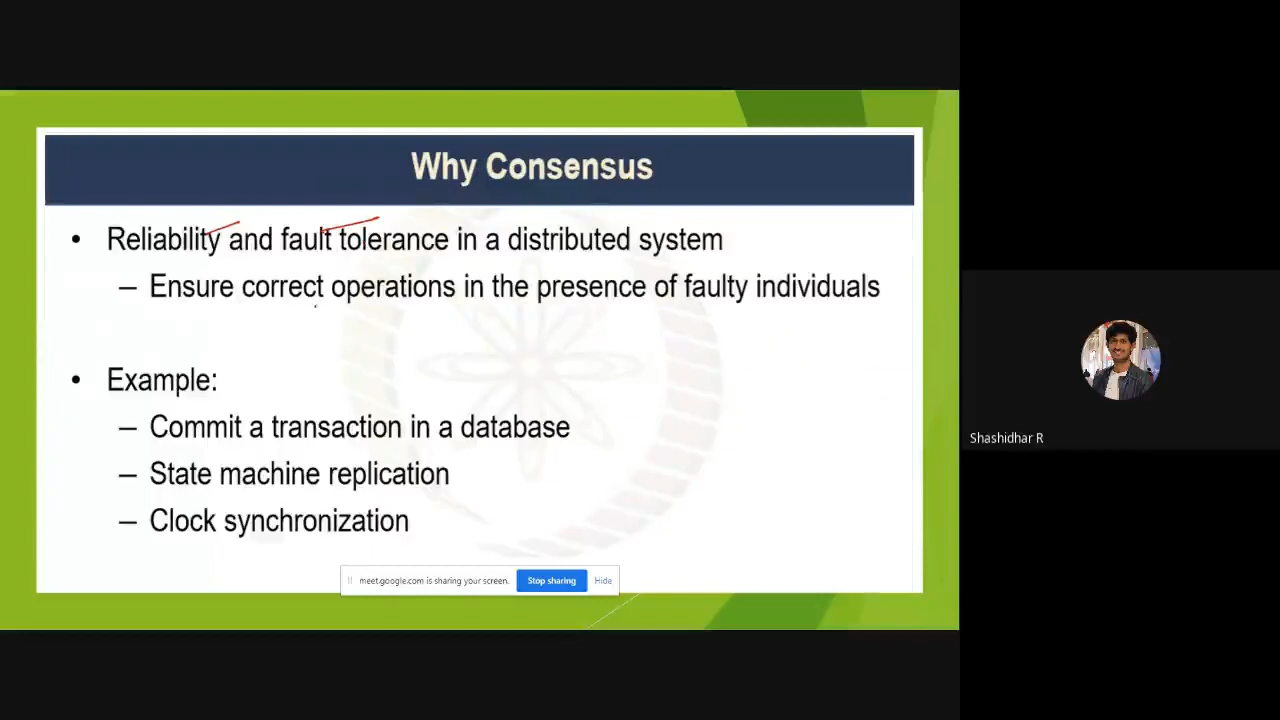 Why Consensus
• Reliability and fault tolerance in a distributed system
– Ensure correct operations in the presence of faulty individuals
• Example:
– Commit a transaction in a database
– State machine replication
– Clock synchronization
meet.google.com is sharing your screen. Stop sharing Hide
Shashidhar R